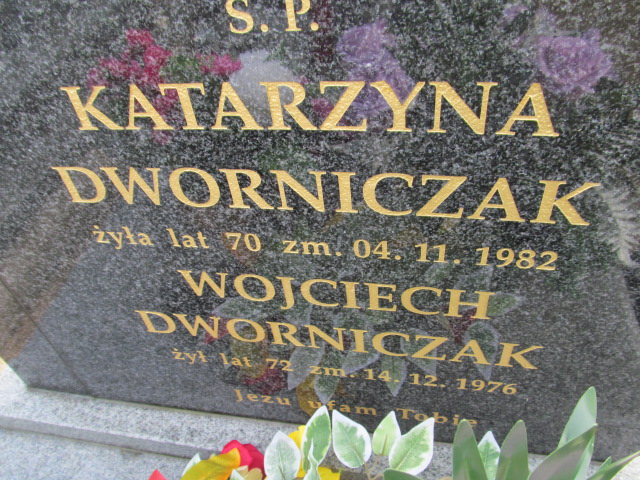 Ś. P.
KATARZYNA
DWORNICZAK
żyła lat 70 zm. 04. 11. 1982
WOJCIECH
DWORNICZAK
żył lat 72 zm. 14. 12. 1976
Jezu ufam Tobie